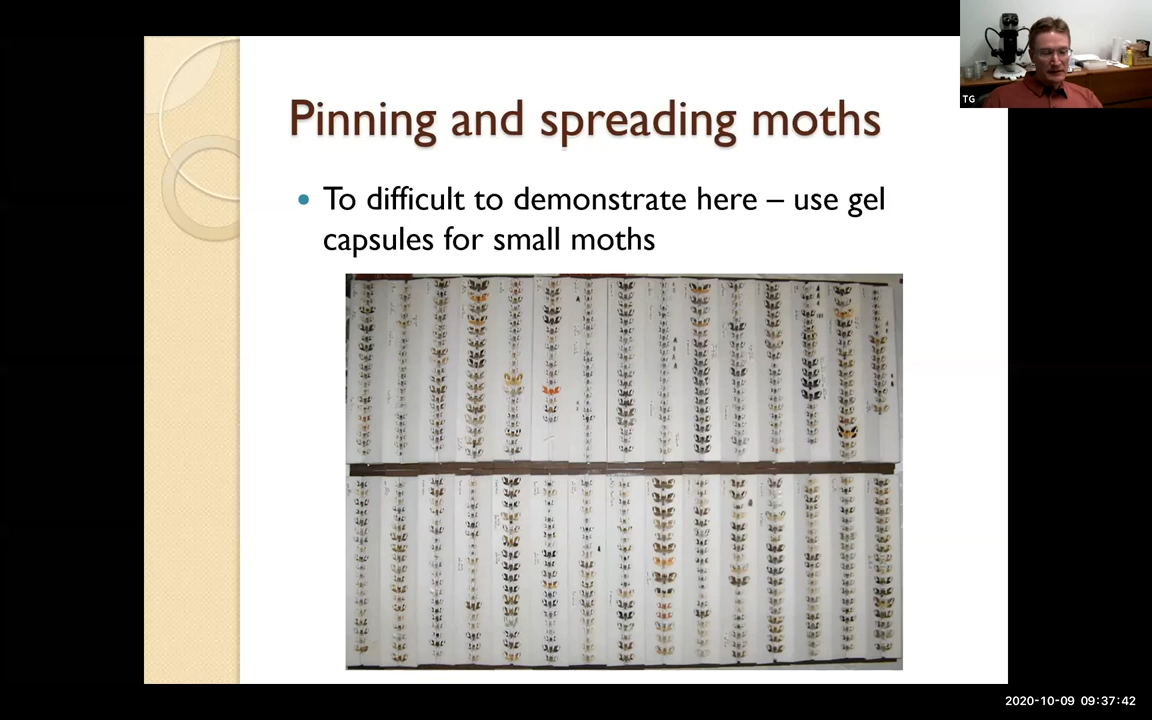 Pinning and spreading moths
To difficult to demonstrate here – use gel
capsules for small moths
TG
2020-10-09 09:37:42